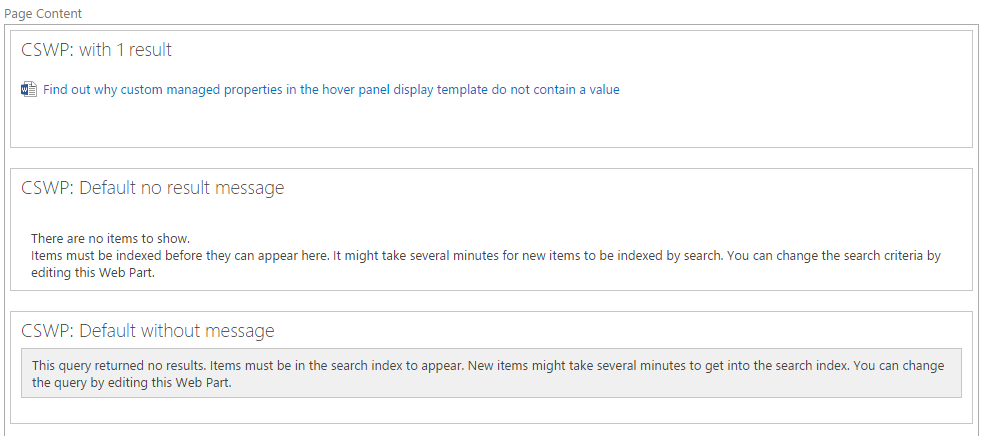 Page Content
CSWP: with 1 result
Find out why custom managed properties in the hover panel display template do not contain a value
CSWP: Default no result message
There are no items to show.
Items must be indexed before they can appear here. It might take several minutes for new items to be indexed by search. You can change the search criteria by
editing this Web Part.
CSWP: Default without message
This query returned no results. Items must be in the search index to appear. New items might take several minutes to get into the search index. You can change
the query by editing this Web Part.